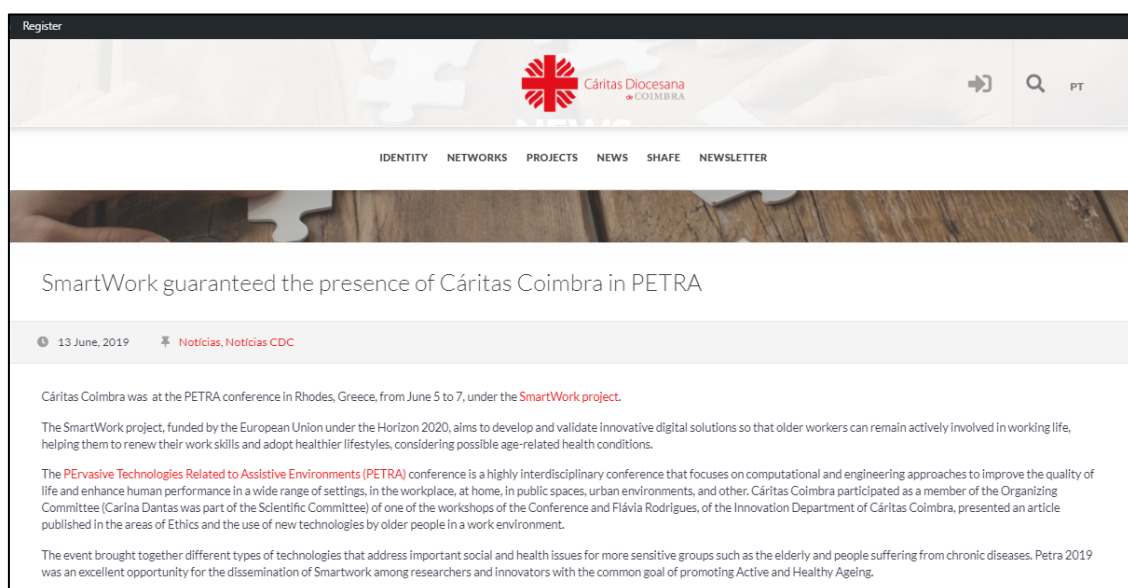 Register
Cáritas Diocesana
de COIMBRA
PT
NEWS
IDENTITY NETWORKS PROJECTS NEWS SHAFE NEWSLETTER
SmartWork guaranteed the presence of Cáritas Coimbra in PETRA
13 June, 2019 Notícias, Notícias CDC
Cáritas Coimbra was at the PETRA conference in Rhodes, Greece, from June 5 to 7, under the SmartWork project.
The SmartWork project, funded by the European Union under the Horizon 2020, aims to develop and validate innovative digital solutions so that older workers can remain actively involved in working life,
helping them to renew their work skills and adopt healthier lifestyles, considering possible age-related health conditions.
The PErvasive Technologies Related to Assistive Environments (PETRA) conference is a highly interdisciplinary conference that focuses on computational and engineering approaches to improve the quality of
life and enhance human performance in a wide range of settings, in the workplace, at home, in public spaces, urban environments, and other. Cáritas Coimbra participated as a member of the Organizing
Committee (Carina Dantas was part of the Scientific Committee) of one of the workshops of the Conference and Flávia Rodrigues, of the Innovation Department of Cáritas Coimbra, presented an article
published in the areas of Ethics and the use of new technologies by older people in a work environment.
The event brought together different types of technologies that address important social and health issues for more sensitive groups such as the elderly and people suffering from chronic diseases. Petra 2019
was an excellent opportunity for the dissemination of Smartwork among researchers and innovators with the common goal of promoting Active and Healthy Ageing.